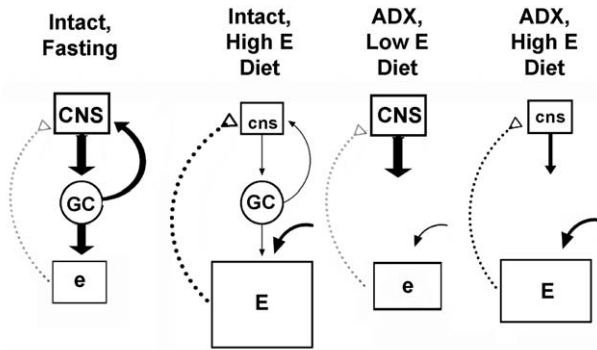 Intact,
Fasting
Intact,
High E
Diet
ADX,
Low E
Diet
ADX,
High E
Diet
CNS
cns
CNS
cns
GC
GC
e
E
e
E